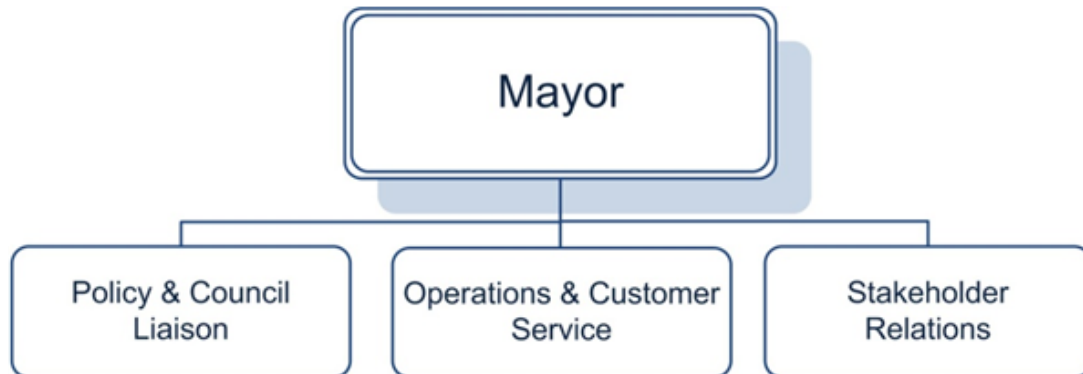 Mayor
Policy & Council
Liaison
Operations & Customer
Service
Stakeholder
Relations